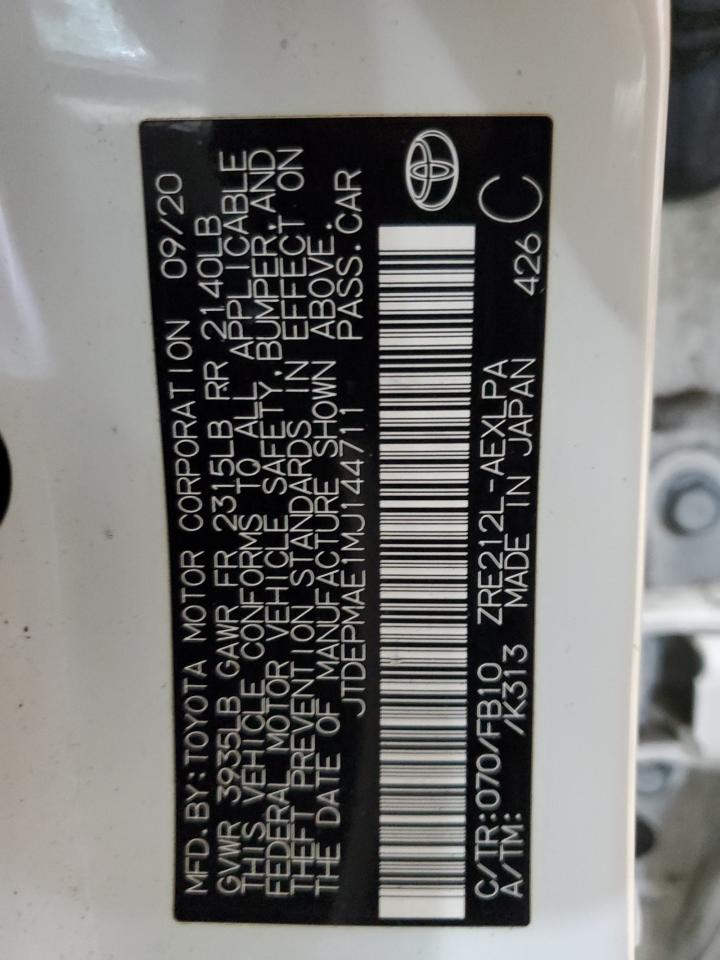 MFD.BY:TOYOTA MOTOR CORPORATION 09/20
GVWR 3935LB GAWR FR 2315LB RR 2140LB
THIS VEHICLE CONFORMS TO ALL APPLICABLE
FEDERAL MOTOR VEHICLE SAFETY,BUMPER,AND
THEFT PREVENTION STANDARDS IN EFFECT ON
THE DATE OF MANUFACTURE SHOWN ABOVE.
JTDEPMAE1MJ144711 PASS.CAR
C/TR:070/FB10 ZRE212L-AEXLPA 426 C
A/TM: /K313 MADE IN JAPAN